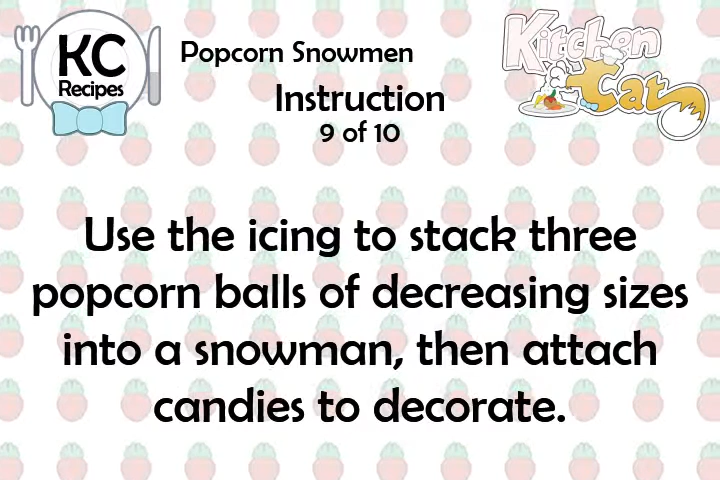 KC
Recipes
Popcorn Snowmen
Kitchen
Cat
Instruction
9 of 10
Use the icing to stack three
popcorn balls of decreasing sizes
into a snowman, then attach
candies to decorate.